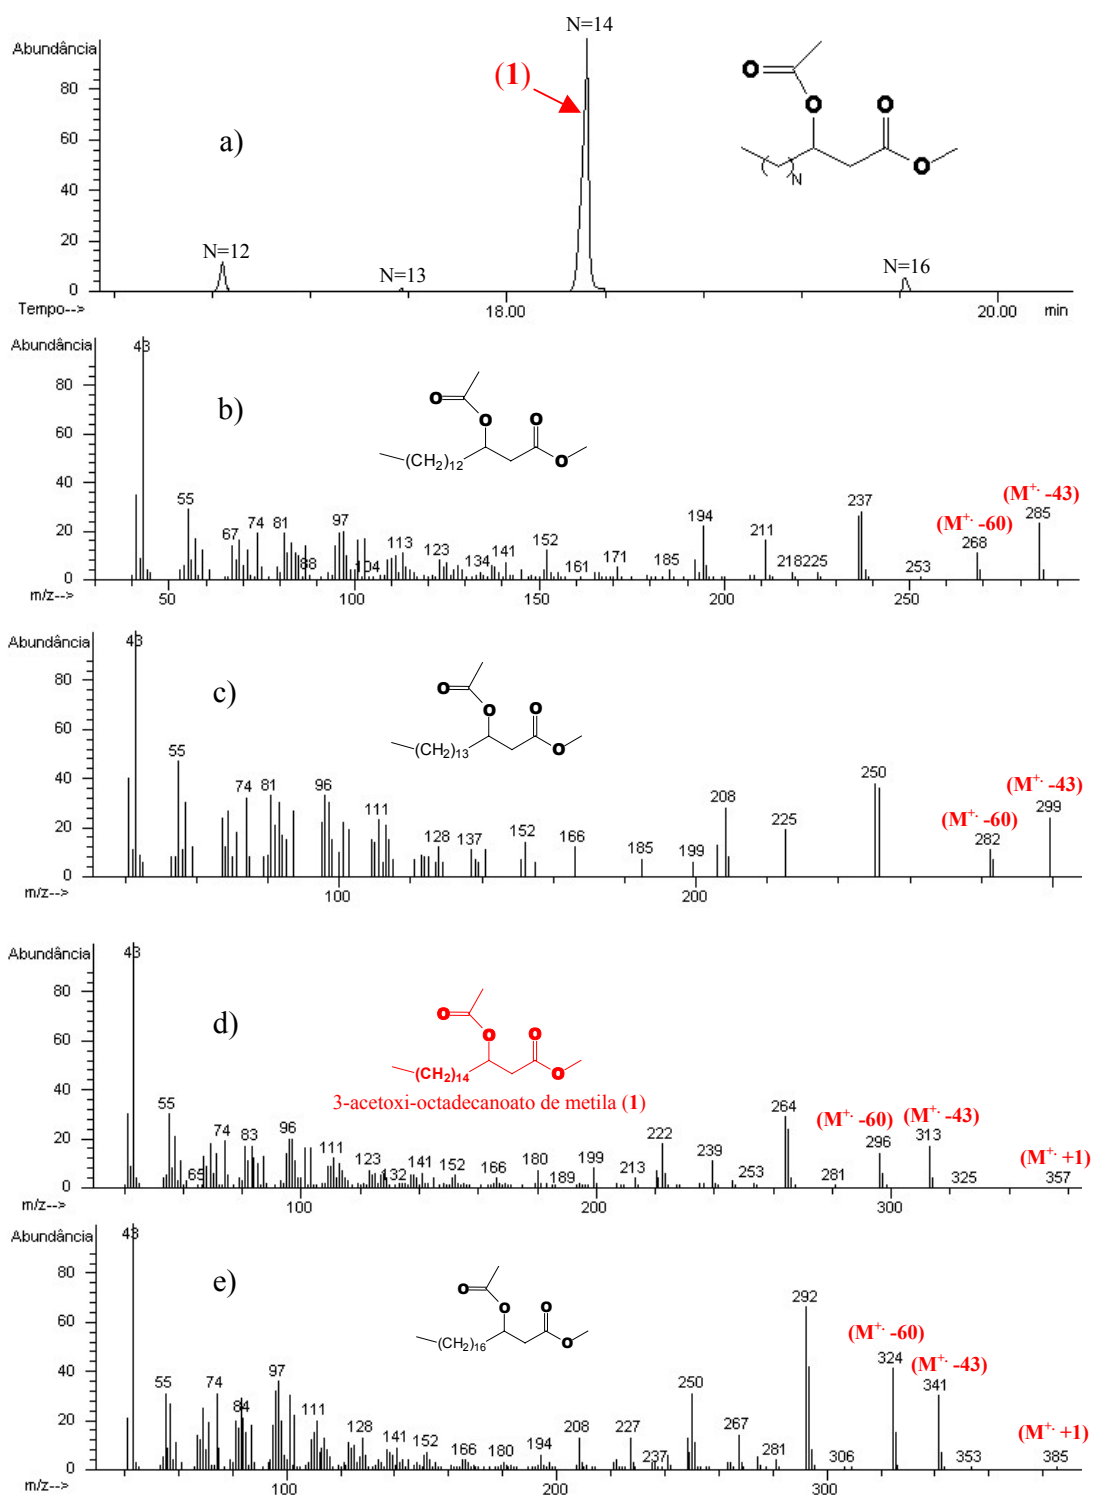 N=14
Abundância
(1)
O
O
O
O
N
80
60
40
20
0
a)
N=12
N=13
N=16
Tempo-->
18.00
20.00
min
Abundância
43
80
60
40
20
0
b)
O
O
O
O
(CH2)12
(M+. -43)
285
(M+. -60)
268
55
67
74
81
88
97
104
113
123
134
141
152
161
171
185
194
211
218
225
237
253
m/z-->
50
100
150
200
250
Abundância
43
80
60
40
20
0
c)
O
O
O
O
(CH2)13
(M+. -43)
299
(M+. -60)
282
55
74
81
96
111
128
137
152
166
185
199
208
225
250
m/z-->
100
200
Abundância
43
80
60
40
20
0
d)
O
O
O
O
(CH2)14
3-acetoxi-octadecanoato de metila (1)
(M+. -60)
296
(M+. -43)
313
(M+. +1)
357
55
65
74
83
96
111
123
132
141
152
166
180
189
199
213
222
239
253
264
281
325
m/z-->
100
200
300
Abundância
43
80
60
40
20
0
e)
O
O
O
O
(CH2)16
(M+. -60)
324
(M+. -43)
341
(M+. +1)
385
55
74
84
97
111
128
141
152
166
180
194
208
227
237
250
267
281
292
306
353
m/z-->
100
200
300